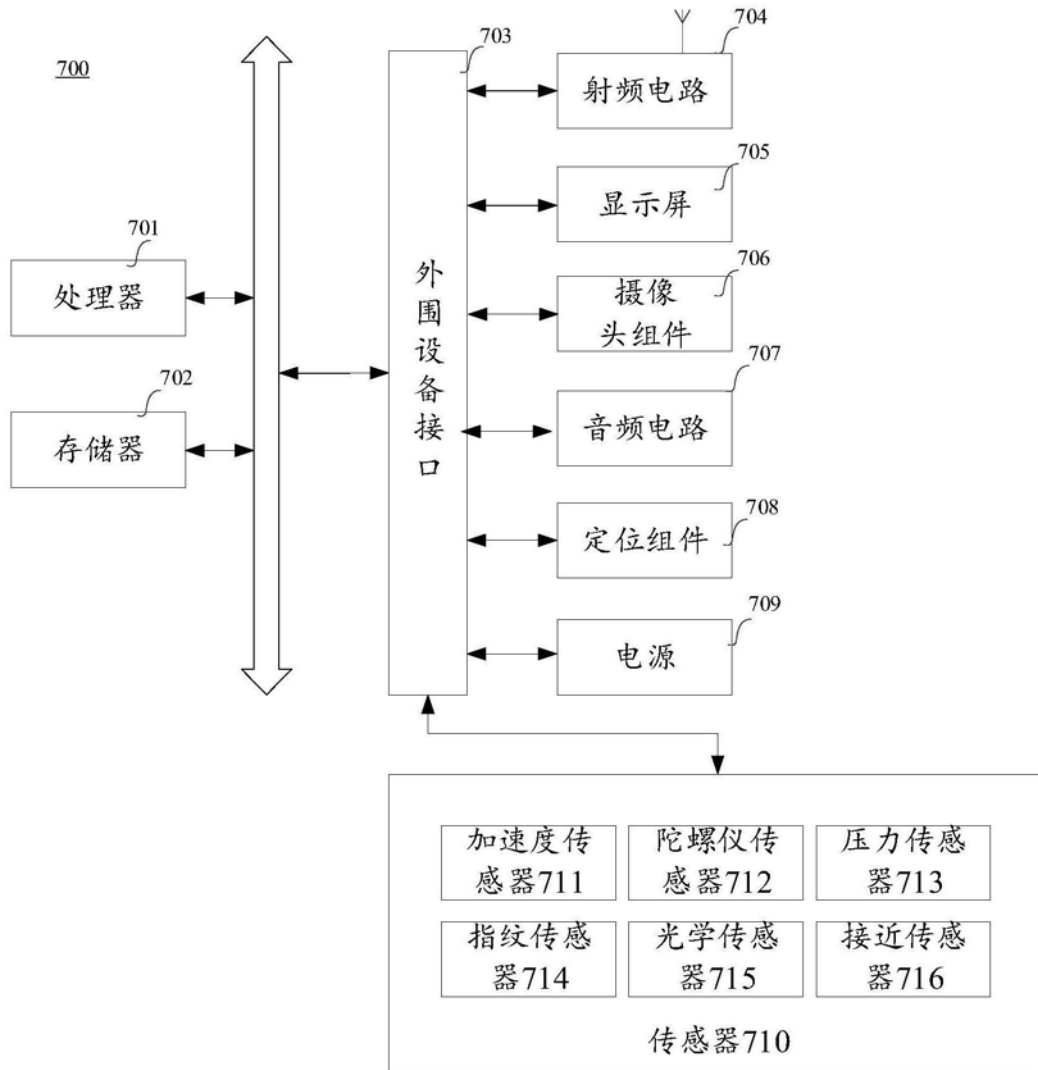 700
703
704
射频电路
705
显示屏
706
摄像
头组件
707
音频电路
708
定位组件
709
电源
701
处理器
702
存储器
外围设备接口
加速度传
感器711
陀螺仪传
感器712
压力传感
器713
指纹传感
器714
光学传感
器715
接近传感
器716
传感器710